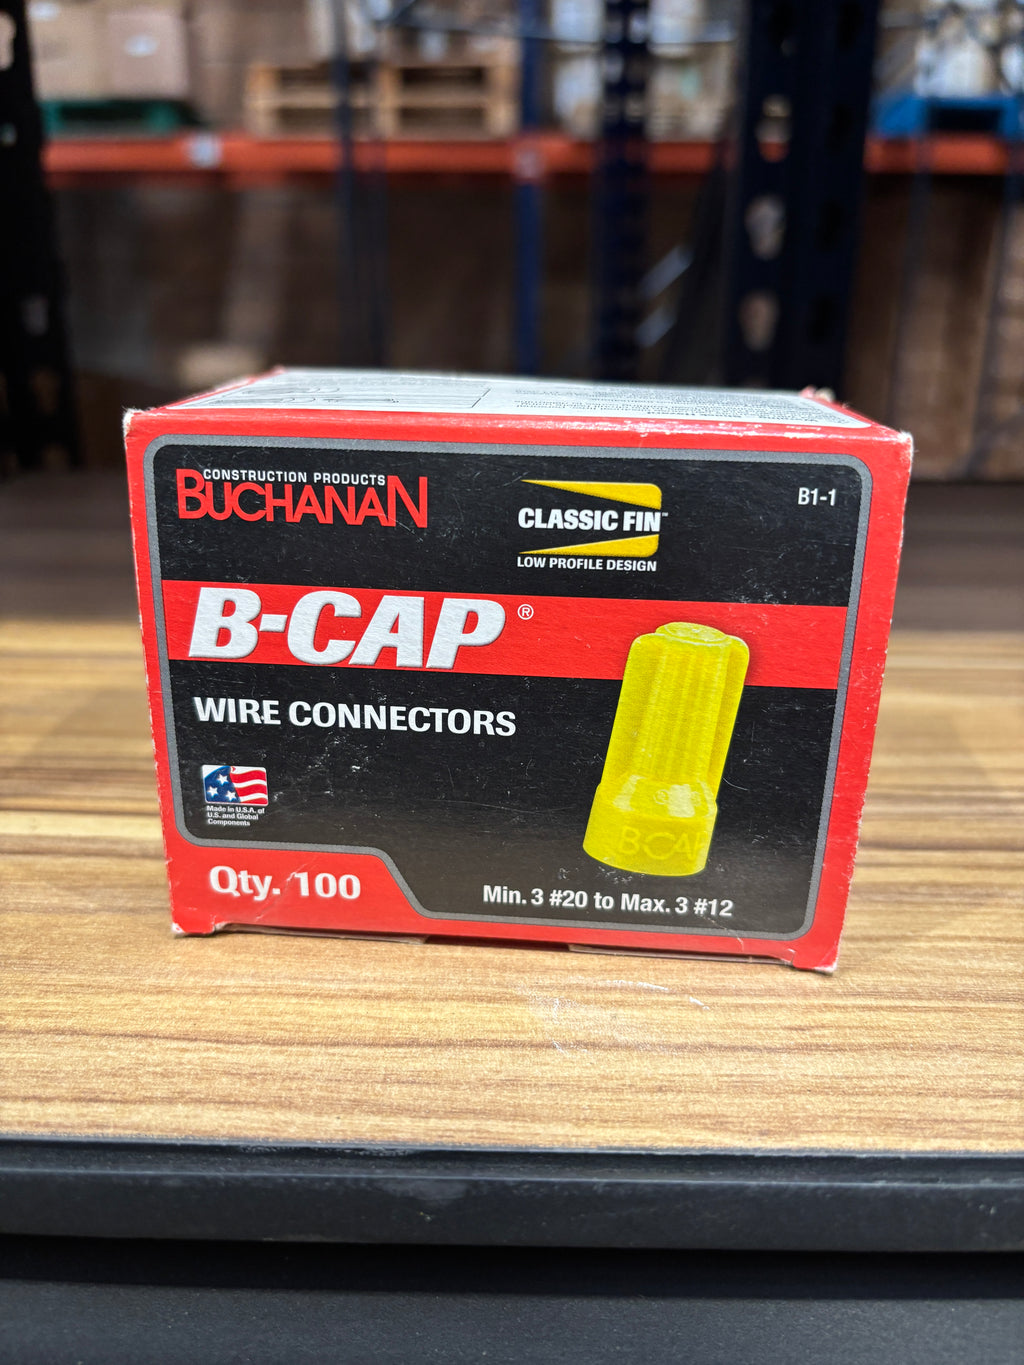 CONSTRUCTION PRODUCTS
BUCHANAN
CLASSIC FIN™
LOW PROFILE DESIGN
B1-1
B-CAP®
WIRE CONNECTORS
Made in U.S.A. of
U.S. and Global
Components
Qty. 100
Min. 3 #20 to Max. 3 #12
B-CAP